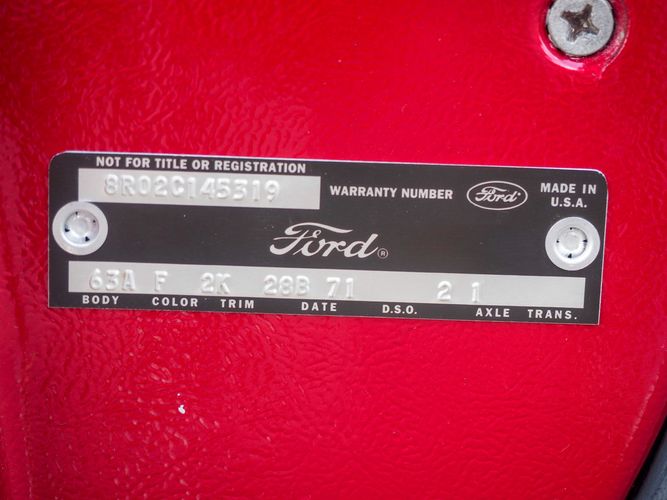 NOT FOR TITLE OR REGISTRATION
8R02C145319 WARRANTY NUMBER Ford MADE IN U.S.A.
Ford ®
63A F 2K 28B 71 2 1
BODY COLOR TRIM DATE D.S.O. AXLE TRANS.